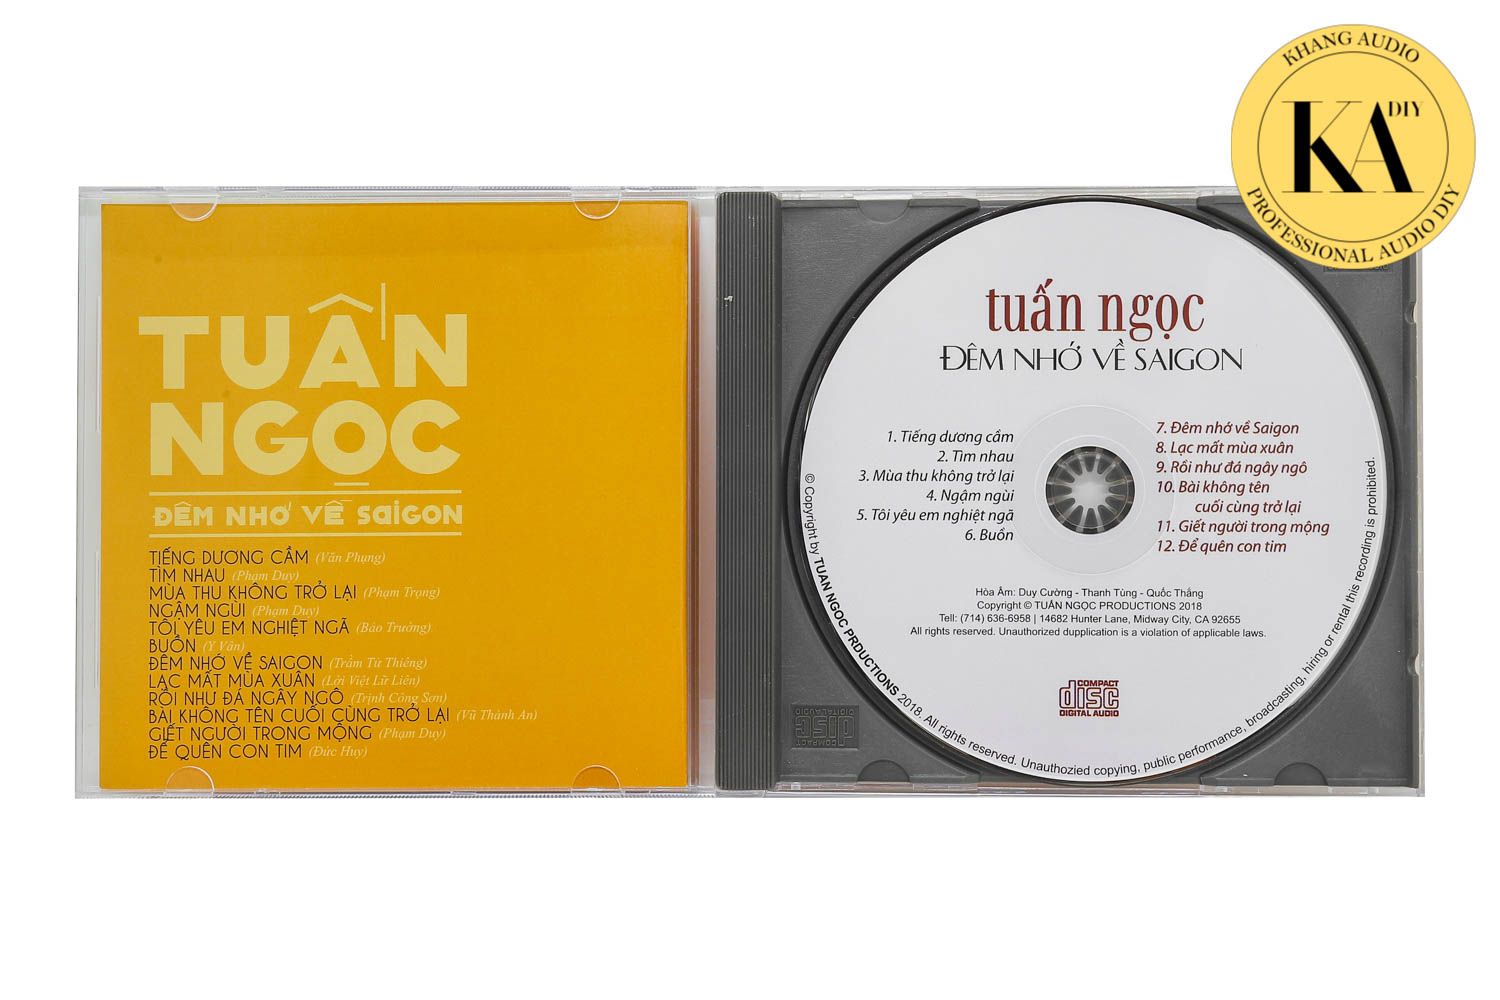 KHANG AUDIO
KA DIY
PROFESSIONAL AUDIO DIY
TUẤN
NGỌC
ĐÊM NHỚ VỀ SAIGON
TIẾNG DƯƠNG CẦM (Văn Phụng)
TÌM NHAU (Phạm Duy)
MÙA THU KHÔNG TRỞ LẠI (Phạm Trọng)
NGẬM NGÙI (Phạm Duy)
TÔI YÊU EM NGHIỆT NGÃ (Bảo Trường)
BUỒN (Y Vân)
ĐÊM NHỚ VỀ SAIGON (Trầm Tử Thiêng)
LẠC MẤT MÙA XUÂN (Lời Việt Lữ Liên)
RỒI NHƯ ĐÁ NGÂY NGÔ (Trịnh Công Sơn)
BÀI KHÔNG TÊN CUỐI CÙNG TRỞ LẠI (Vũ Thành An)
GIẾT NGƯỜI TRONG MỘNG (Phạm Duy)
ĐỂ QUÊN CON TIM (Đức Huy)
tuấn ngọc
ĐÊM NHỚ VỀ SAIGON
1. Tiếng dương cầm
2. Tìm nhau
3. Mùa thu không trở lại
4. Ngậm ngùi
5. Tôi yêu em nghiệt ngã
6. Buồn
7. Đêm nhớ về Saigon
8. Lạc mất mùa xuân
9. Rồi như đá ngây ngô
10. Bài không tên
cuối cùng trở lại
11. Giết người trong mộng
12. Để quên con tim
Hòa Âm: Duy Cường - Thanh Tùng - Quốc Thắng
Copyright © TUẤN NGỌC PRODUCTIONS 2018
Tell: (714) 636-6958 | 14682 Hunter Lane, Midway City, CA 92655
All rights reserved. Unauthorized dupplication is a violation of applicable laws.
COMPACT
disc
DIGITAL AUDIO
© Copyright by TUAN NGOC PRDUCTIONS 2018. All rights reserved. Unauthozied copying, public performance, broadcasting, hiring or rental this recording is prohibited.
COMPACT
disc
DIGITAL AUDIO